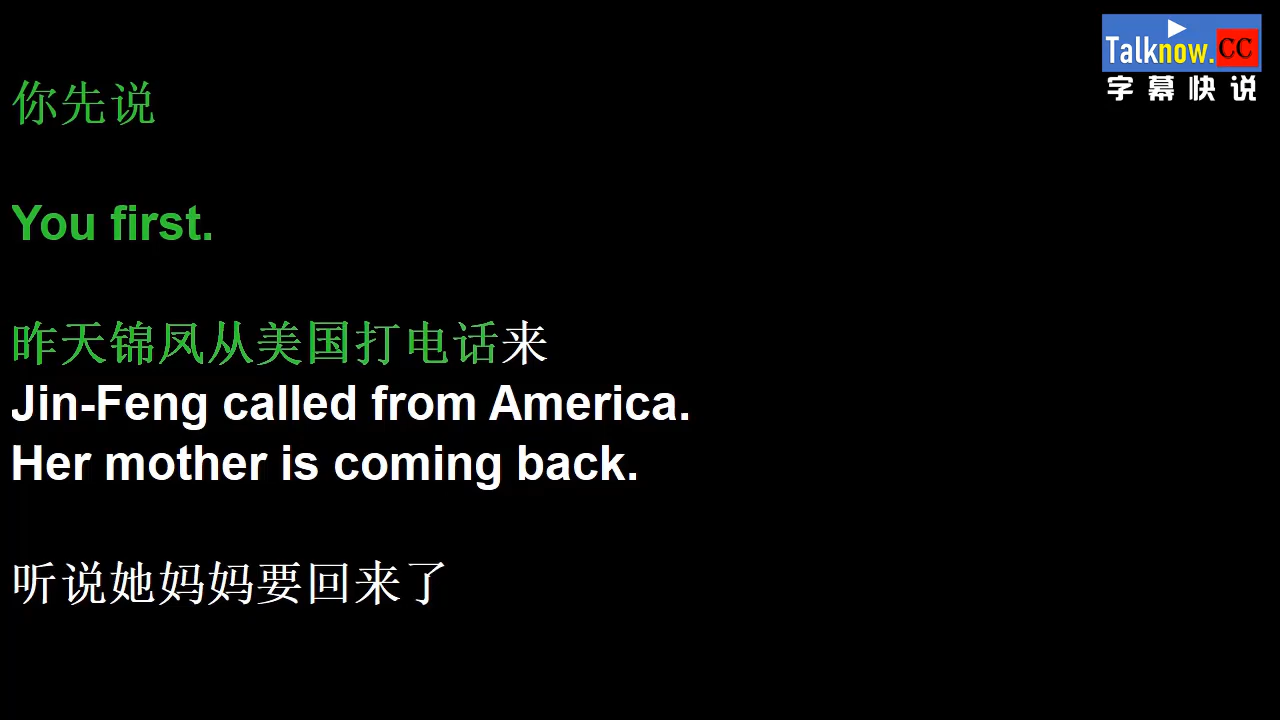 Talknow.CC
字幕快说
你先说
You first.
昨天锦凤从美国打电话来
Jin-Feng called from America.
Her mother is coming back.
听说她妈妈要回来了